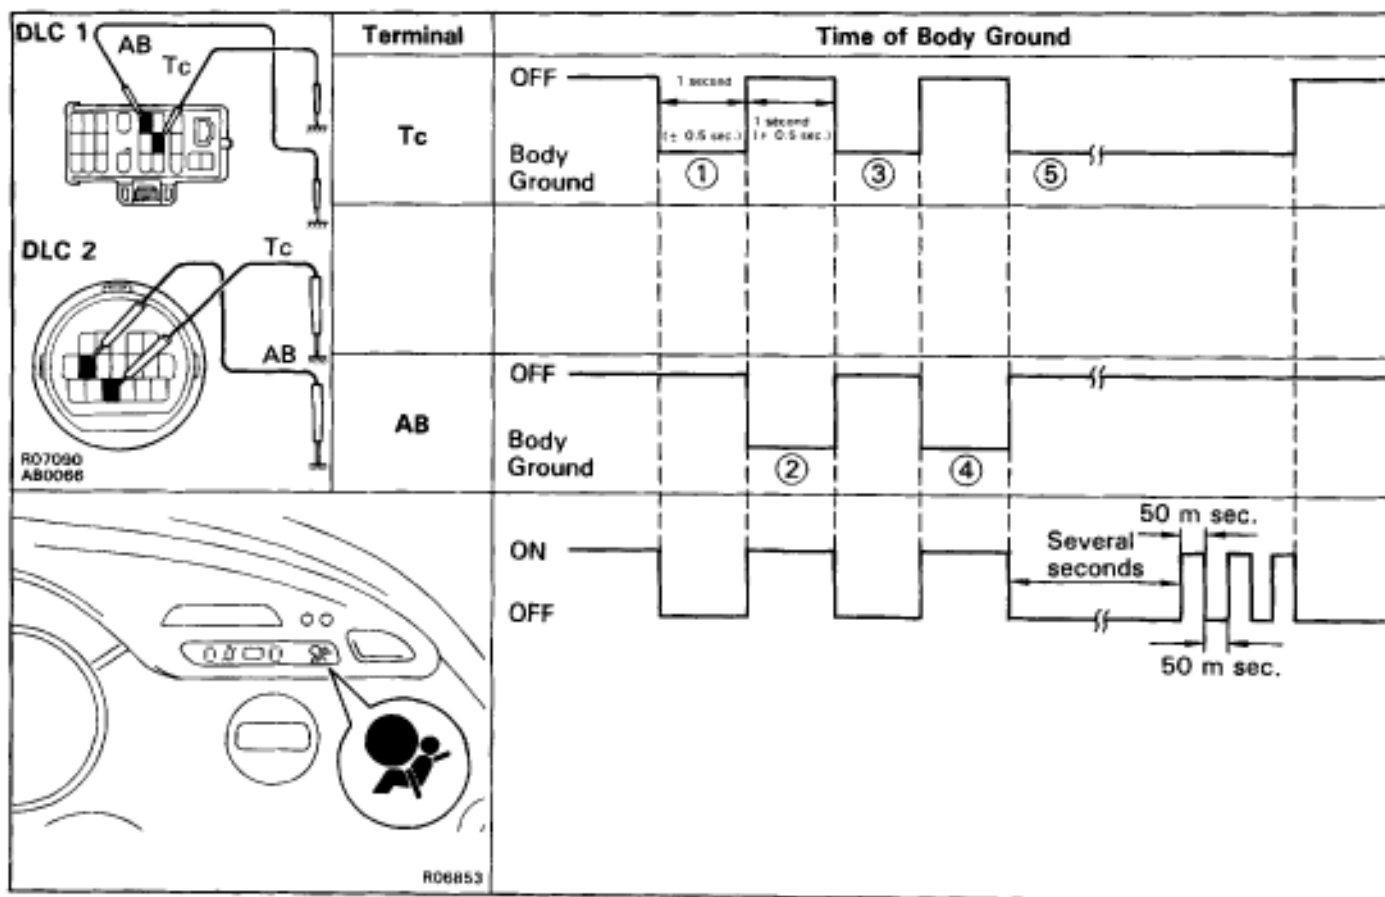 DLC 1
AB
Tc
Terminal
Time of Body Ground
Tc
OFF
1 second
(± 0.5 sec.)
1 second
(± 0.5 sec.)
Body
Ground
①
③
⑤
DLC 2
Tc
AB
R07090
AB0066
AB
OFF
Body
Ground
②
④
ON
OFF
Several
seconds
50 m sec.
50 m sec.
R06853